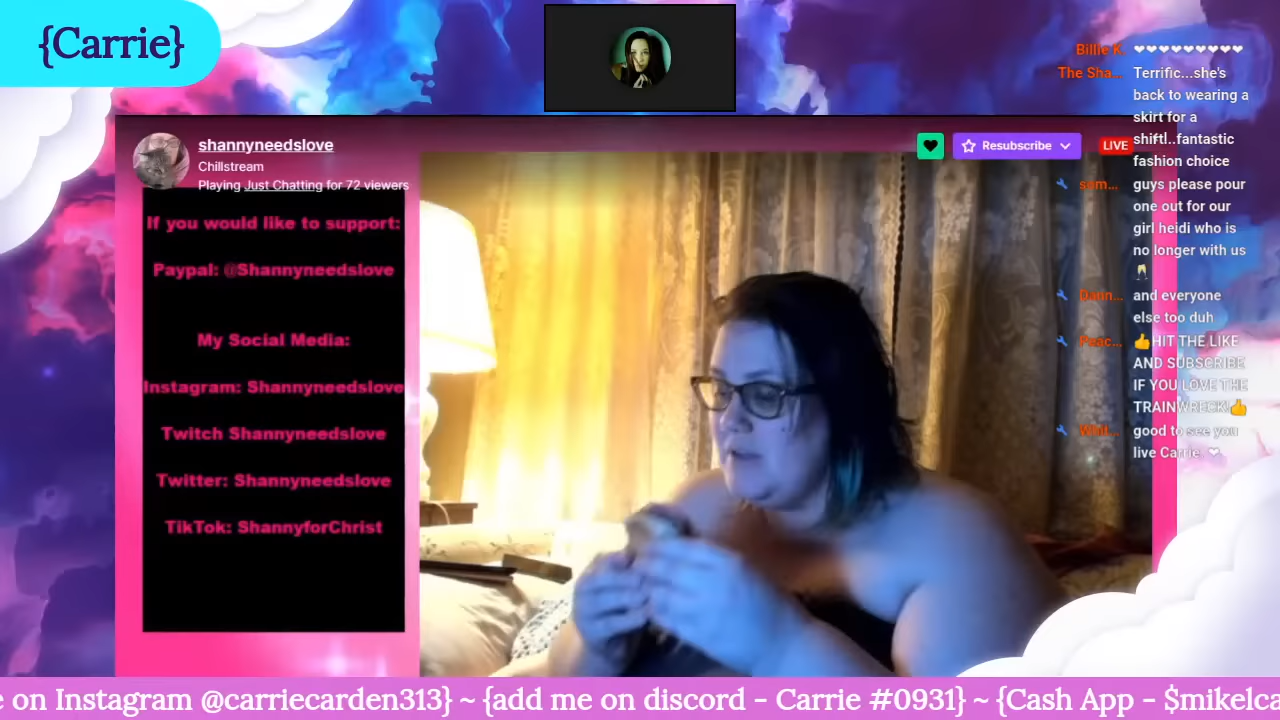 {Carrie}
shannyneedslove
Chillstream
Playing Just Chatting for 72 viewers
Resubscribe
LIVE
If you would like to support:
Paypal: @Shannyneedslove
My Social Media:
Instagram: Shannyneedslove
Twitch Shannyneedslove
Twitter: Shannyneedslove
TikTok: ShannyforChrist
Billie K. ❤❤❤❤❤❤❤❤❤
The Sha... Terrific...she's
back to wearing a
skirt for a
shiftl..fantastic
fashion choice
som... guys please pour
one out for our
girl heidi who is
no longer with us
🥂
Dann... and everyone
else too duh
Peac... 👍HIT THE LIKE
AND SUBSCRIBE
IF YOU LOVE THE
TRAINWRECK!👍
good to see you
live Carrie ❤
e on Instagram @carriecarden313} ~ {add me on discord - Carrie #0931} ~ {Cash App - $mikelca